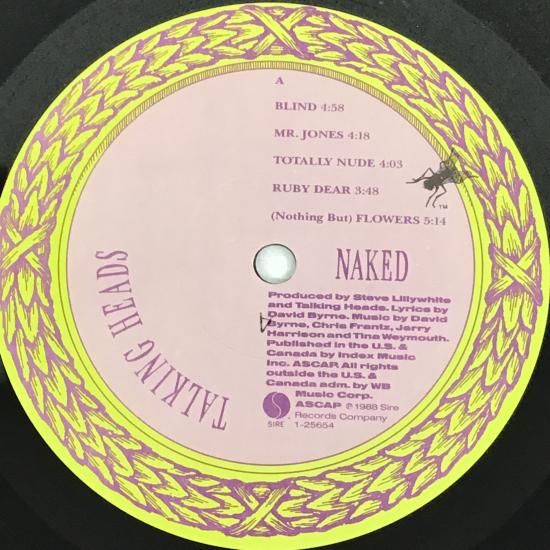 A
BLIND 4:58
MR. JONES 4:18
TOTALLY NUDE 4:03
RUBY DEAR 3:48
(Nothing But) FLOWERS 5:14
TM
NAKED
TALKING HEADS
Produced by Steve Lillywhite
and Talking Heads. Lyrics by
David Byrne. Music by David
Byrne, Chris Frantz, Jerry
Harrison and Tina Weymouth.
Published in the U.S. &
Canada by Index Music
Inc. ASCAP. All rights
outside the U.S. &
Canada adm. by WB
Music Corp.
ASCAP ℗1988 Sire
Records Company
1-25654
S
SIRE
A